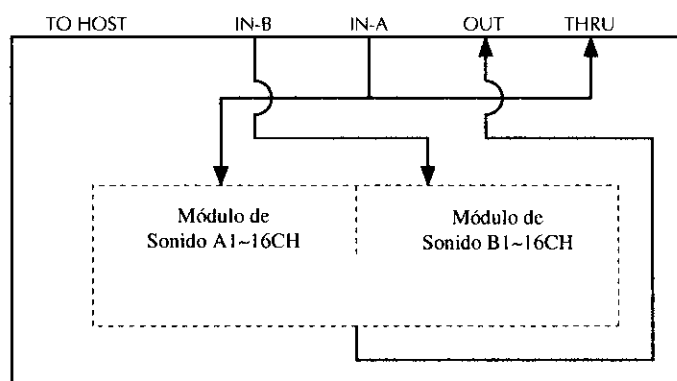 TO HOST IN-B IN-A OUT THRU
Módulo de
Sonido A1~16CH
Módulo de
Sonido B1~16CH